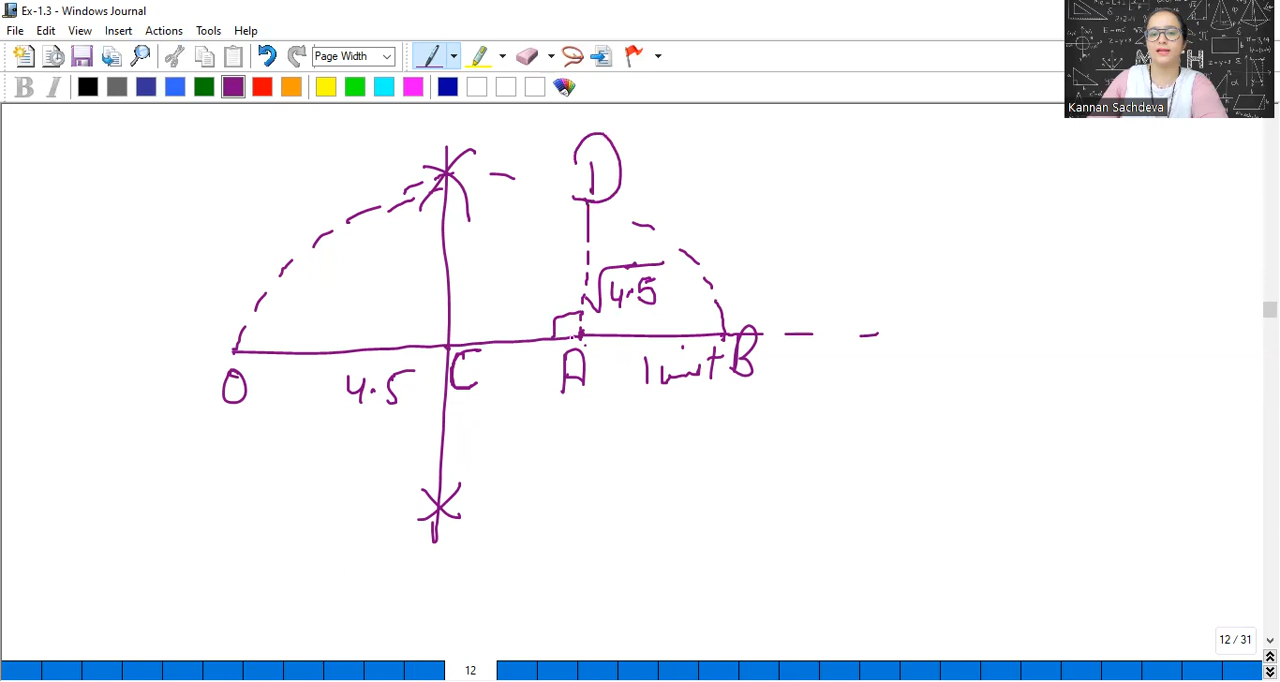 Ex-1.3 - Windows Journal
File Edit View Insert Actions Tools Help
Page Width
B I
Kannan Sachdeva
D
√4.5
O 4.5 C A 1 unit B
12 / 31
12